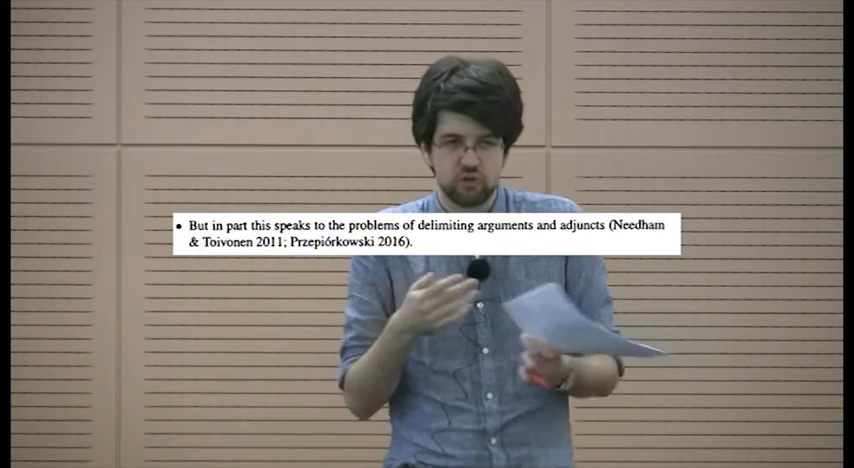 • But in part this speaks to the problems of delimiting arguments and adjuncts (Needham
& Toivonen 2011; Przepiórkowski 2016).